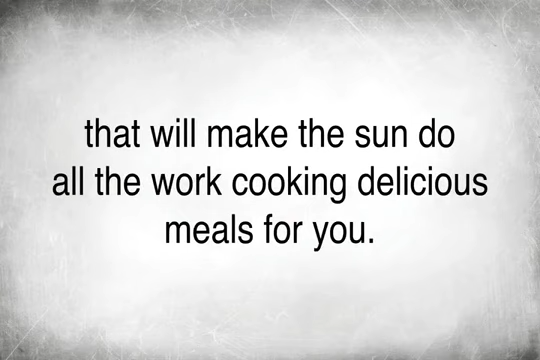 that will make the sun do
all the work cooking delicious
meals for you.